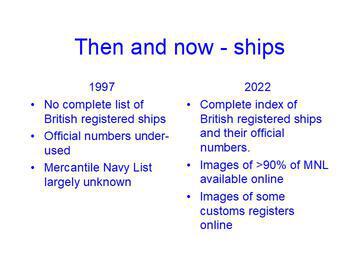 Then and now - ships
1997
• No complete list of
British registered ships
• Official numbers under-
used
• Mercantile Navy List
largely unknown
2022
• Complete index of
British registered ships
and their official
numbers.
• Images of >90% of MNL
available online
• Images of some
customs registers
online